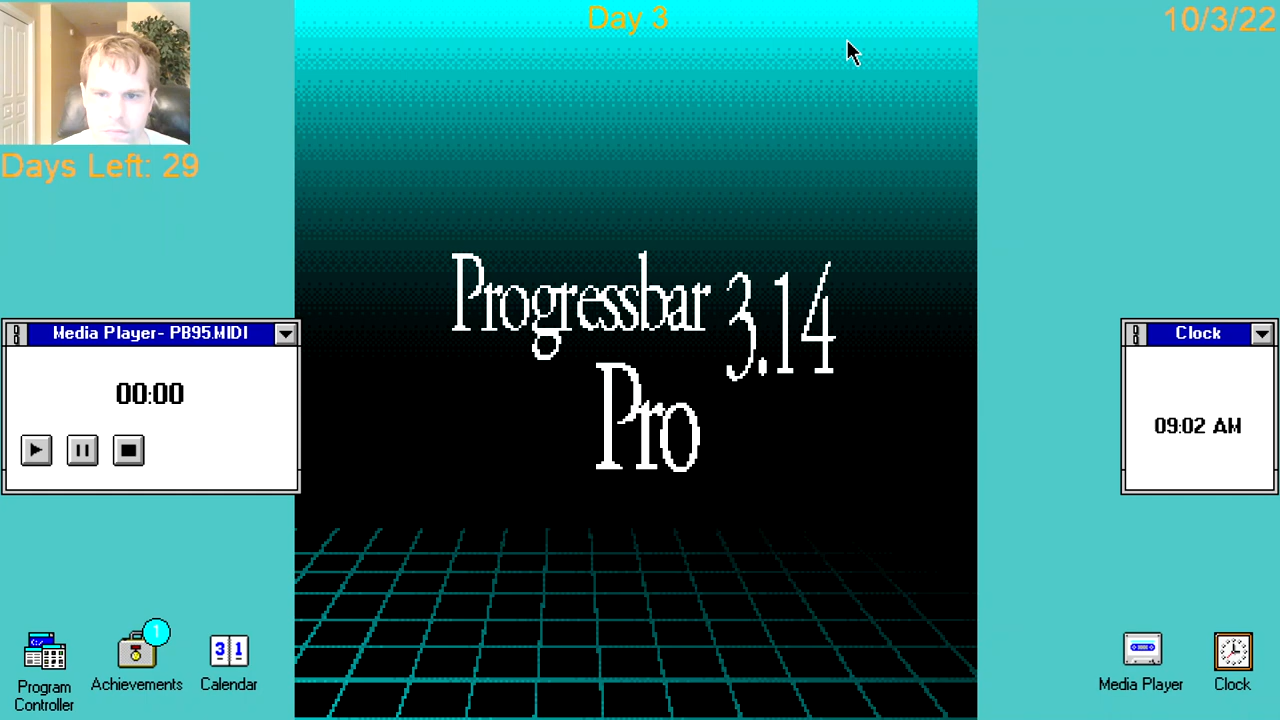 Day 3
10/3/22
Days Left: 29
Progressbar 3.14
Pro
Media Player- PB95.MIDI
00:00
Clock
09:02 AM
Program
Controller
1
Achievements
3 1
Calendar
Media Player
Clock